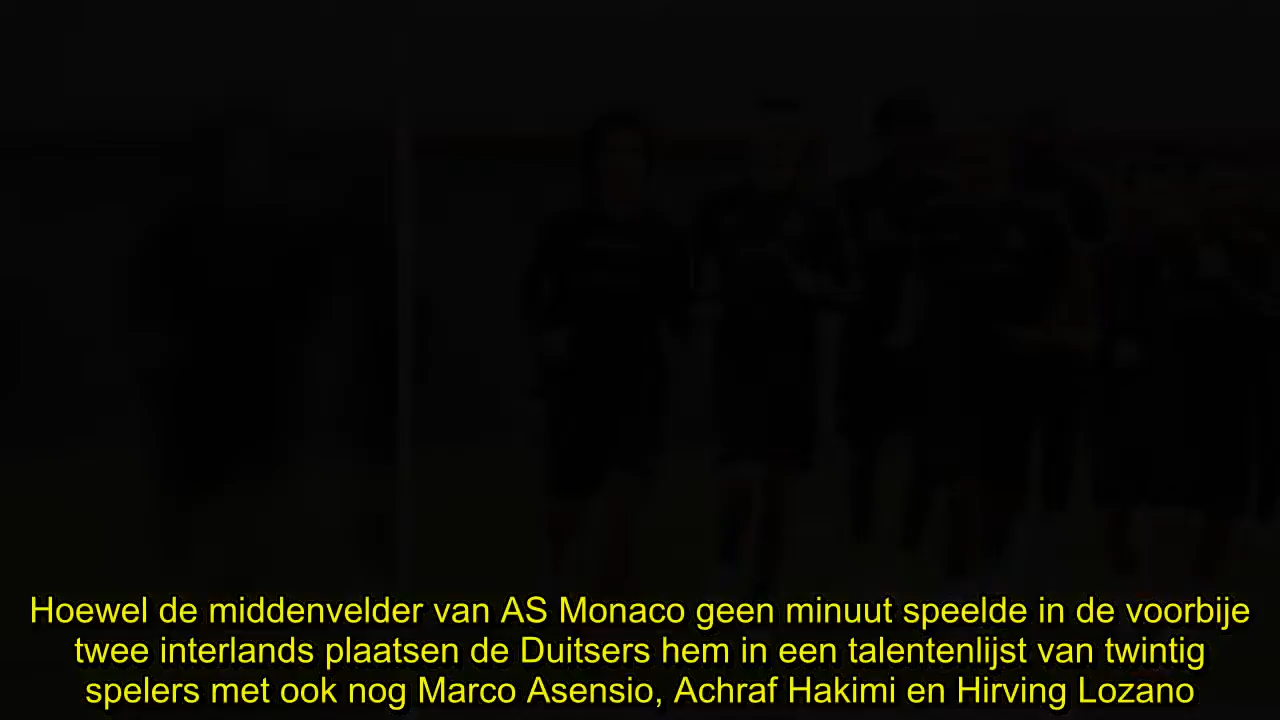 Hoewel de middenvelder van AS Monaco geen minuut speelde in de voorbije
twee interlands plaatsen de Duitsers hem in een talentenlijst van twintig
spelers met ook nog Marco Asensio, Achraf Hakimi en Hirving Lozano